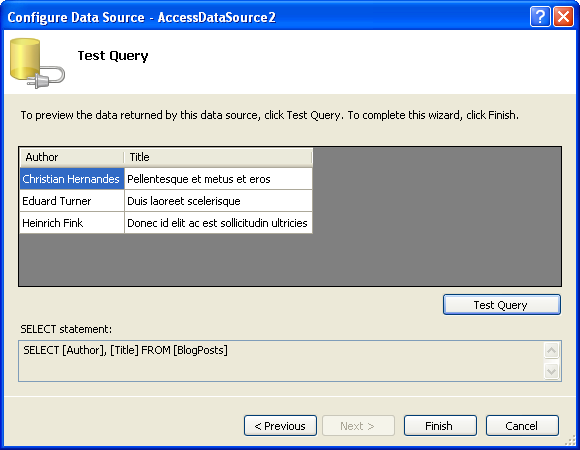 Configure Data Source - AccessDataSource2
Test Query
To preview the data returned by this data source, click Test Query. To complete this wizard, click Finish.
Author Title
Christian Hernandes Pellentesque et metus et eros
Eduard Turner Duis laoreet scelerisque
Heinrich Fink Donec id elit ac est sollicitudin ultricies
Test Query
SELECT statement:
SELECT [Author], [Title] FROM [BlogPosts]
< Previous Next > Finish Cancel